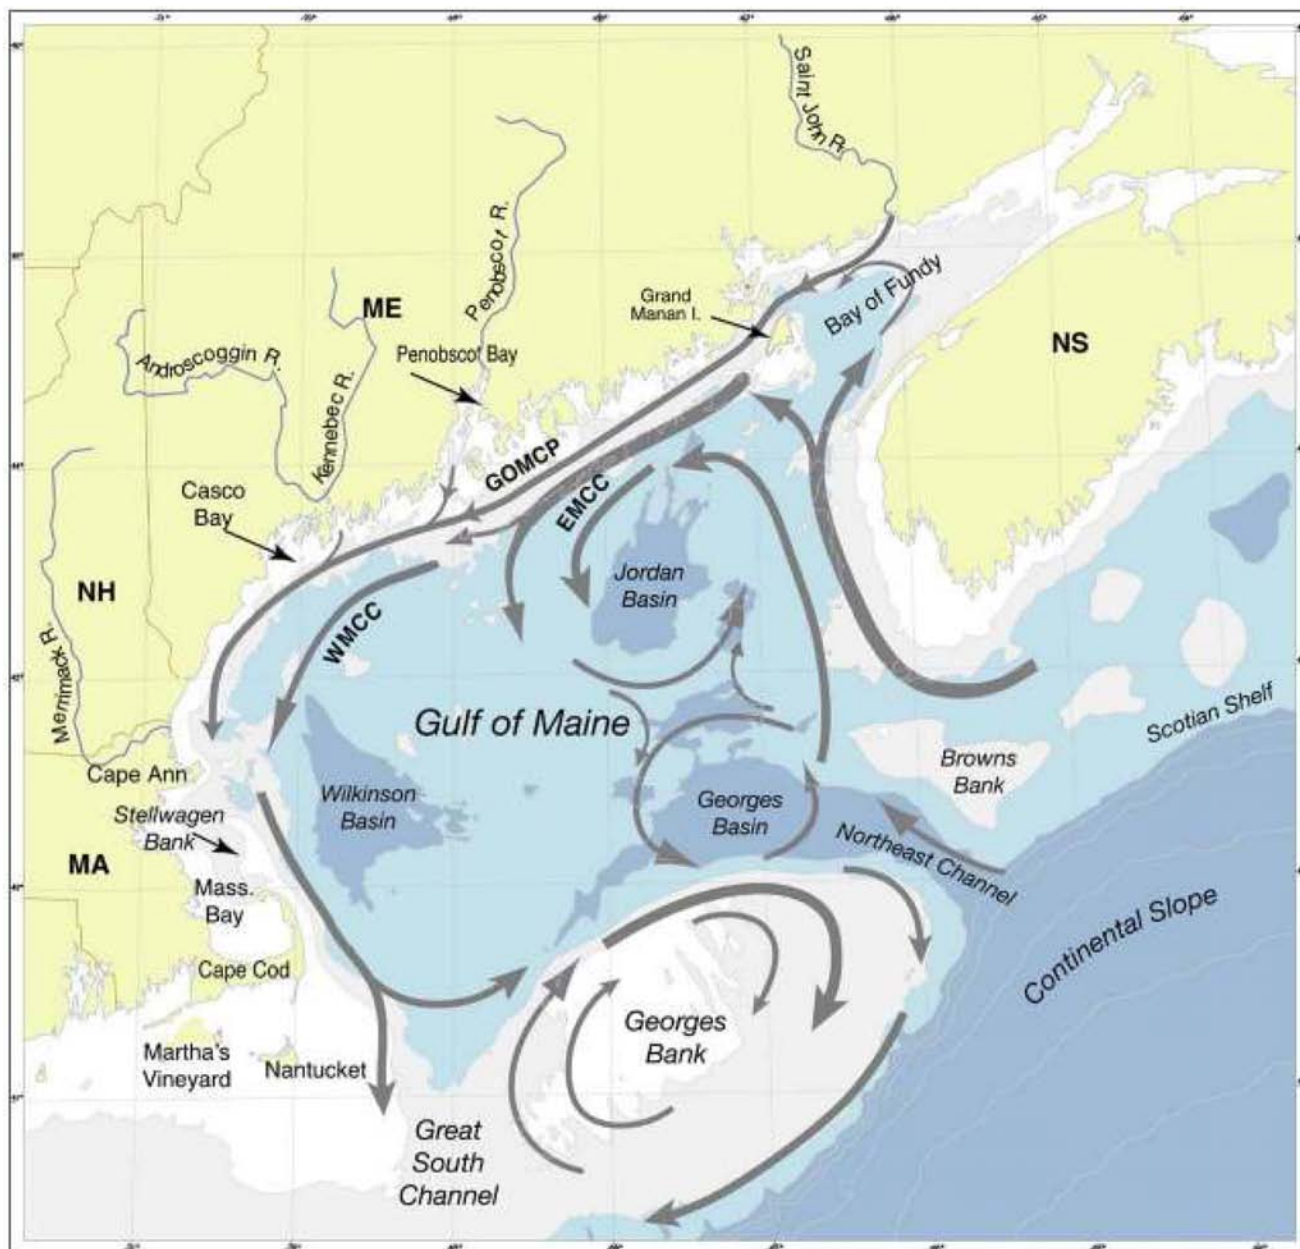 Saint John R.
Penobscot R.
ME
Grand
Manan I.
Bay of Fundy
NS
Androscoggin R.
Kennebec R.
Penobscot Bay
GOMCP
EMCC
Casco
Bay
Jordan
Basin
NH
WMCC
Merrimack R.
Gulf of Maine
Scotian Shelf
Browns
Bank
Cape Ann
Stellwagen
Bank
Wilkinson
Basin
Georges
Basin
Northeast Channel
MA
Mass.
Bay
Continental Slope
Cape Cod
Georges
Bank
Martha's
Vineyard
Nantucket
Great
South
Channel